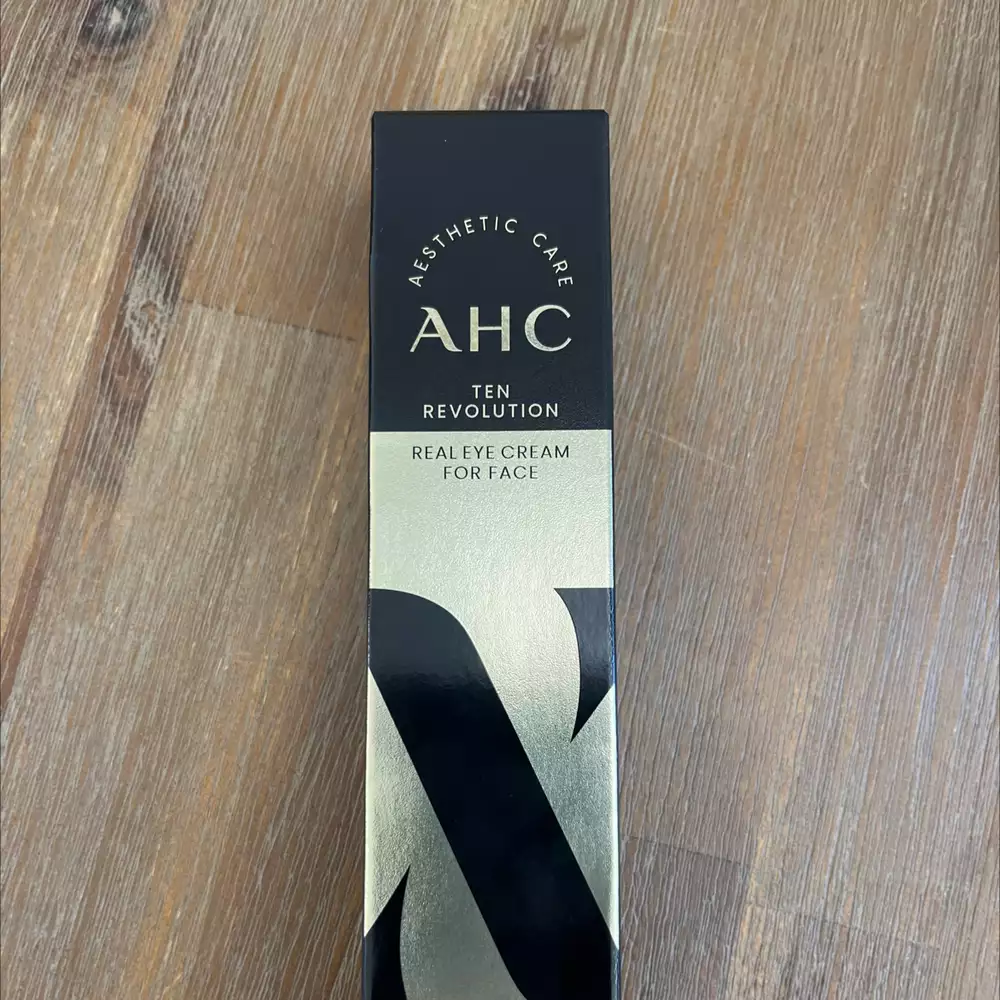 AESTHETIC CARE
AHC
TEN
REVOLUTION
REAL EYE CREAM
FOR FACE